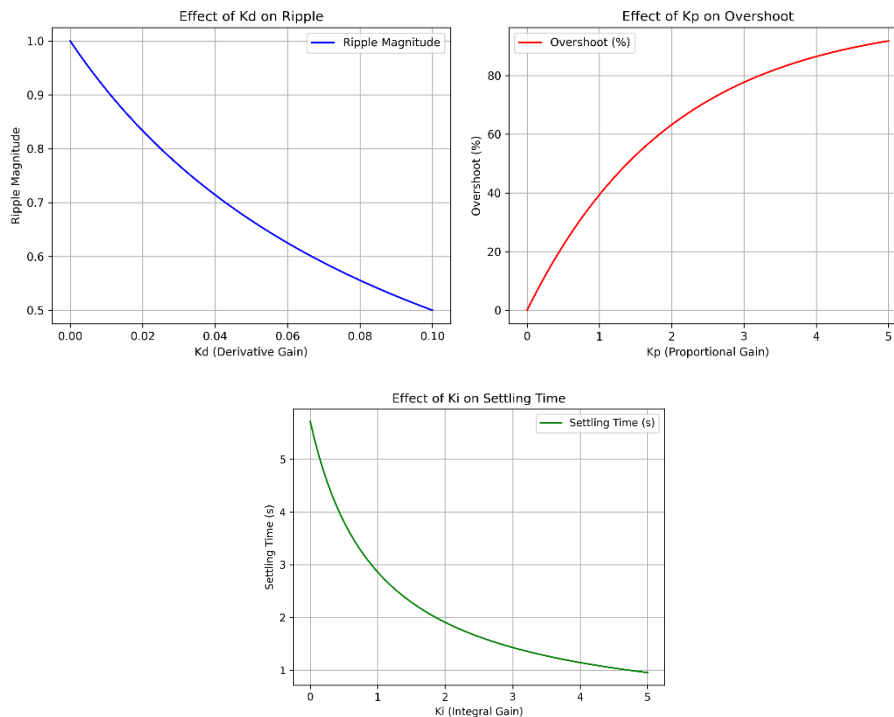 Effect of Kd on Ripple
Ripple Magnitude
1.0
0.9
0.8
0.7
0.6
0.5
Ripple Magnitude
0.00 0.02 0.04 0.06 0.08 0.10
Kd (Derivative Gain)
Effect of Kp on Overshoot
Overshoot (%)
80
60
40
20
0
Overshoot (%)
0 1 2 3 4 5
Kp (Proportional Gain)
Effect of Ki on Settling Time
Settling Time (s)
5
4
3
2
1
Settling Time (s)
0 1 2 3 4 5
Ki (Integral Gain)